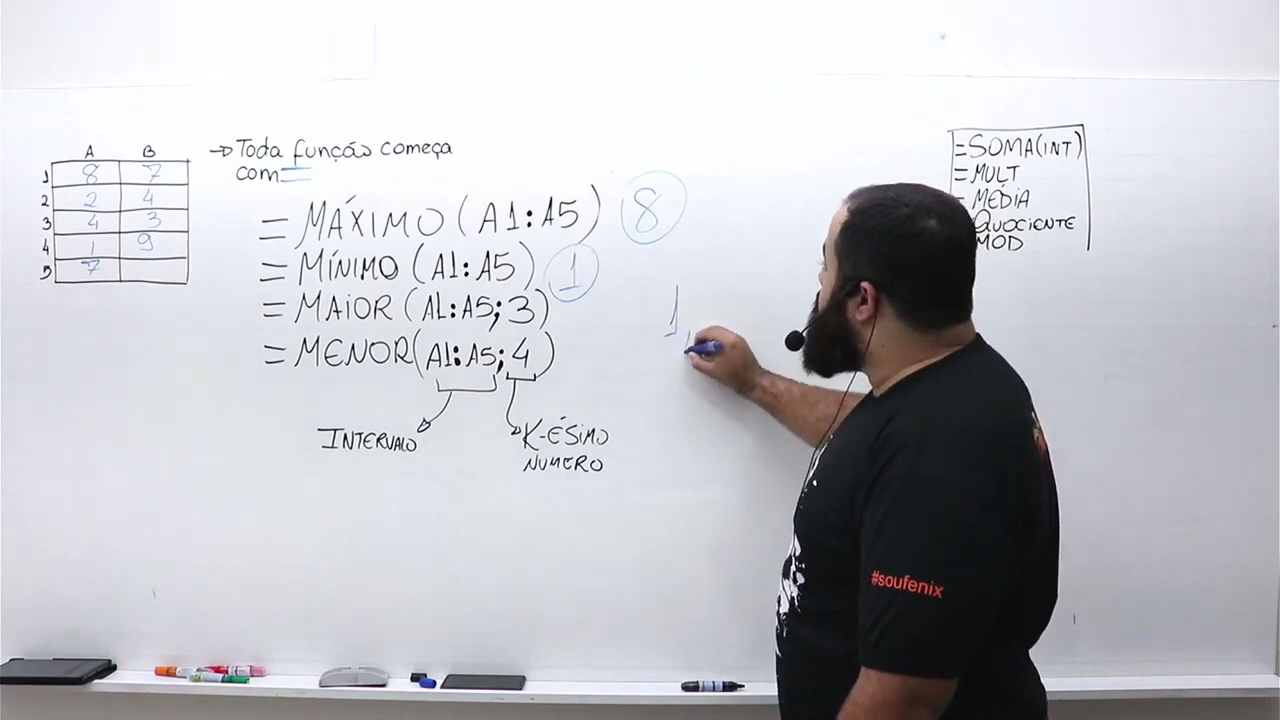 A B
1 8 7
2 2 4
3 4 3
4 1 9
5 7
→ Toda função começa
com =
= MÁXIMO (A1:A5) 8
= MÍNIMO (A1:A5) 1
= MAIOR (A1:A5;3)
= MENOR(A1:A5;4)
INTERVALO
K-ÉSIMO
NUMERO
1,
=SOMA(INT)
=MULT
=MÉDIA
QUOCIENTE
MOD
#soufenix